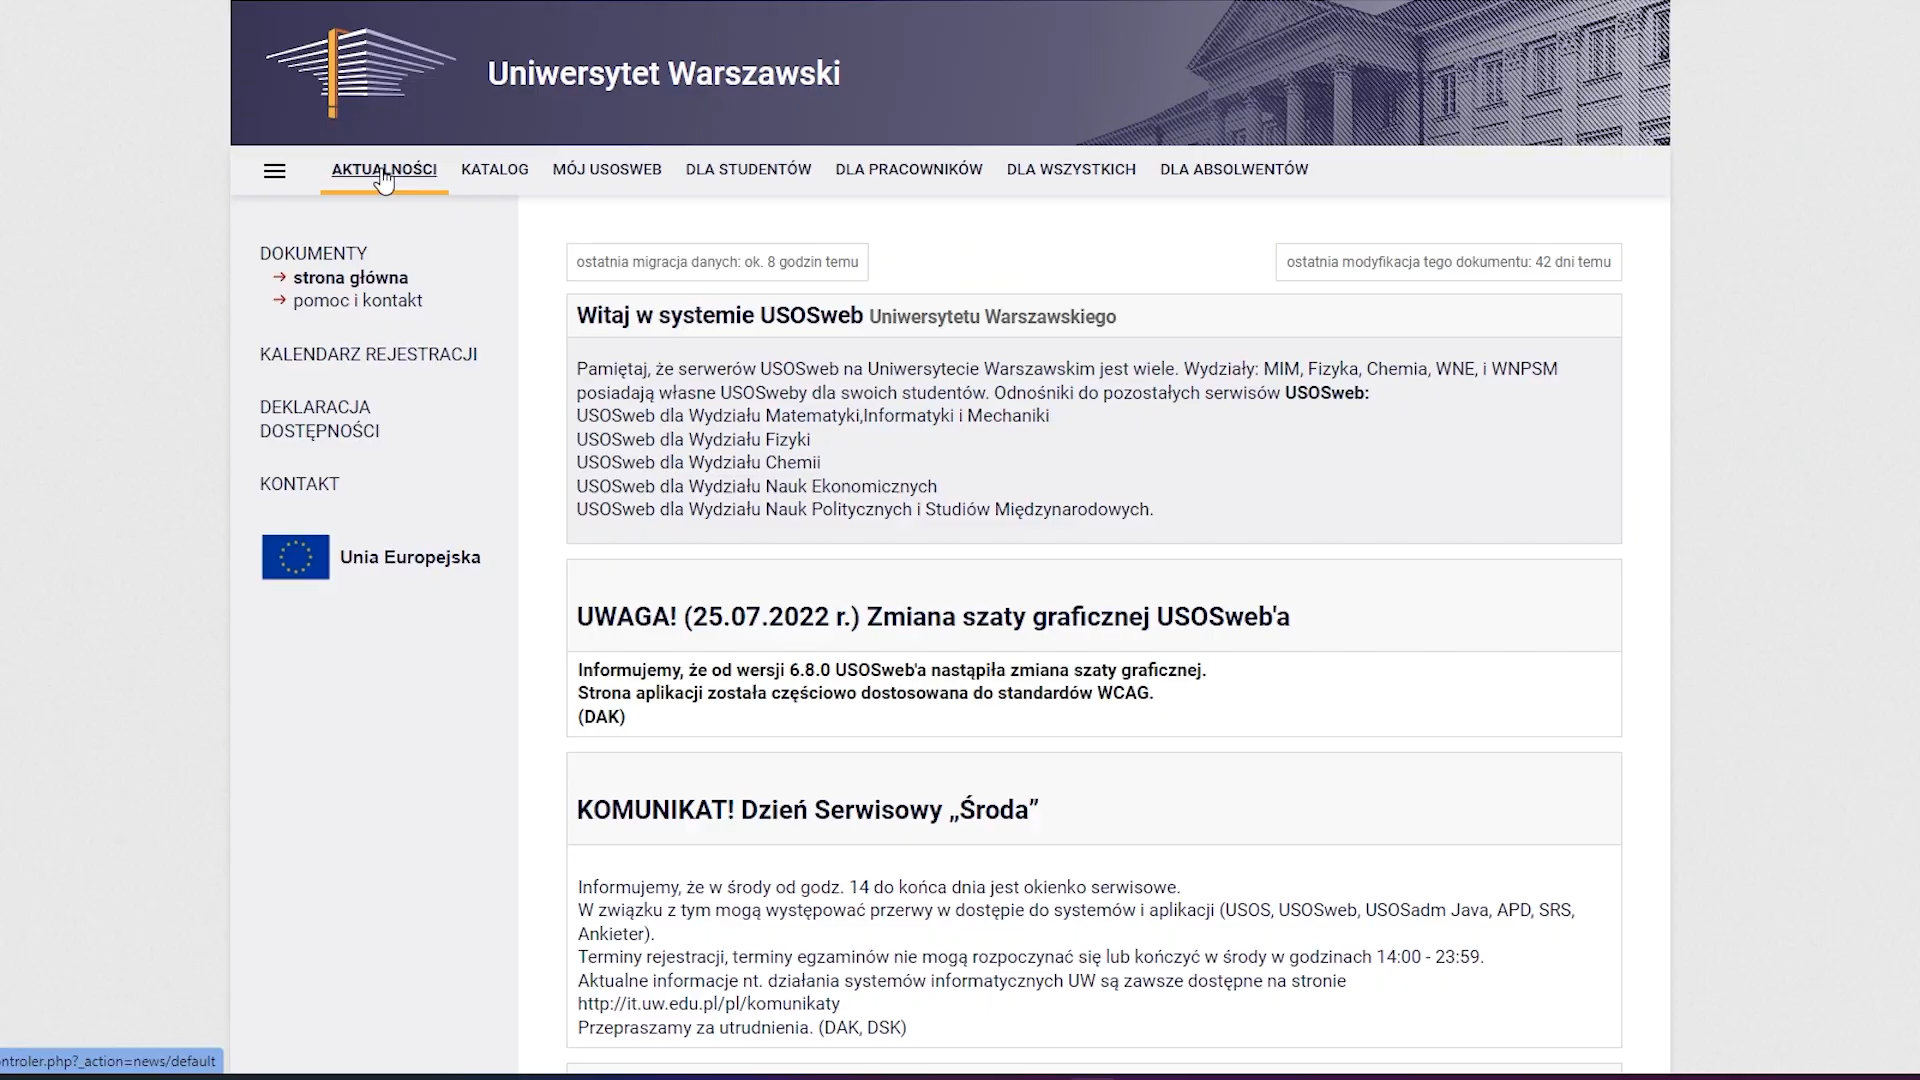 Uniwersytet Warszawski
AKTUALNOŚCI KATALOG MÓJ USOSWEB DLA STUDENTÓW DLA PRACOWNIKÓW DLA WSZYSTKICH DLA ABSOLWENTÓW
DOKUMENTY
strona główna
pomoc i kontakt
KALENDARZ REJESTRACJI
DEKLARACJA
DOSTĘPNOŚCI
KONTAKT
Unia Europejska
ostatnia migracja danych: ok. 8 godzin temu
ostatnia modyfikacja tego dokumentu: 42 dni temu
Witaj w systemie USOSweb Uniwersytetu Warszawskiego
Pamiętaj, że serwerów USOSweb na Uniwersytecie Warszawskim jest wiele. Wydziały: MIM, Fizyka, Chemia, WNE, i WNPSM
posiadają własne USOSweby dla swoich studentów. Odnośniki do pozostałych serwisów USOSweb:
USOSweb dla Wydziału Matematyki,Informatyki i Mechaniki
USOSweb dla Wydziału Fizyki
USOSweb dla Wydziału Chemii
USOSweb dla Wydziału Nauk Ekonomicznych
USOSweb dla Wydziału Nauk Politycznych i Studiów Międzynarodowych.
UWAGA! (25.07.2022 r.) Zmiana szaty graficznej USOSweb'a
Informujemy, że od wersji 6.8.0 USOSweb'a nastąpiła zmiana szaty graficznej.
Strona aplikacji została częściowo dostosowana do standardów WCAG.
(DAK)
KOMUNIKAT! Dzień Serwisowy „Środa”
Informujemy, że w środy od godz. 14 do końca dnia jest okienko serwisowe.
W związku z tym mogą występować przerwy w dostępie do systemów i aplikacji (USOS, USOSweb, USOSadm Java, APD, SRS,
Ankieter).
Terminy rejestracji, terminy egzaminów nie mogą rozpoczynać się lub kończyć w środy w godzinach 14:00 - 23:59.
Aktualne informacje nt. działania systemów informatycznych UW są zawsze dostępne na stronie
http://it.uw.edu.pl/pl/komunikaty
Przepraszamy za utrudnienia. (DAK, DSK)
ntroler.php?_action=news/default